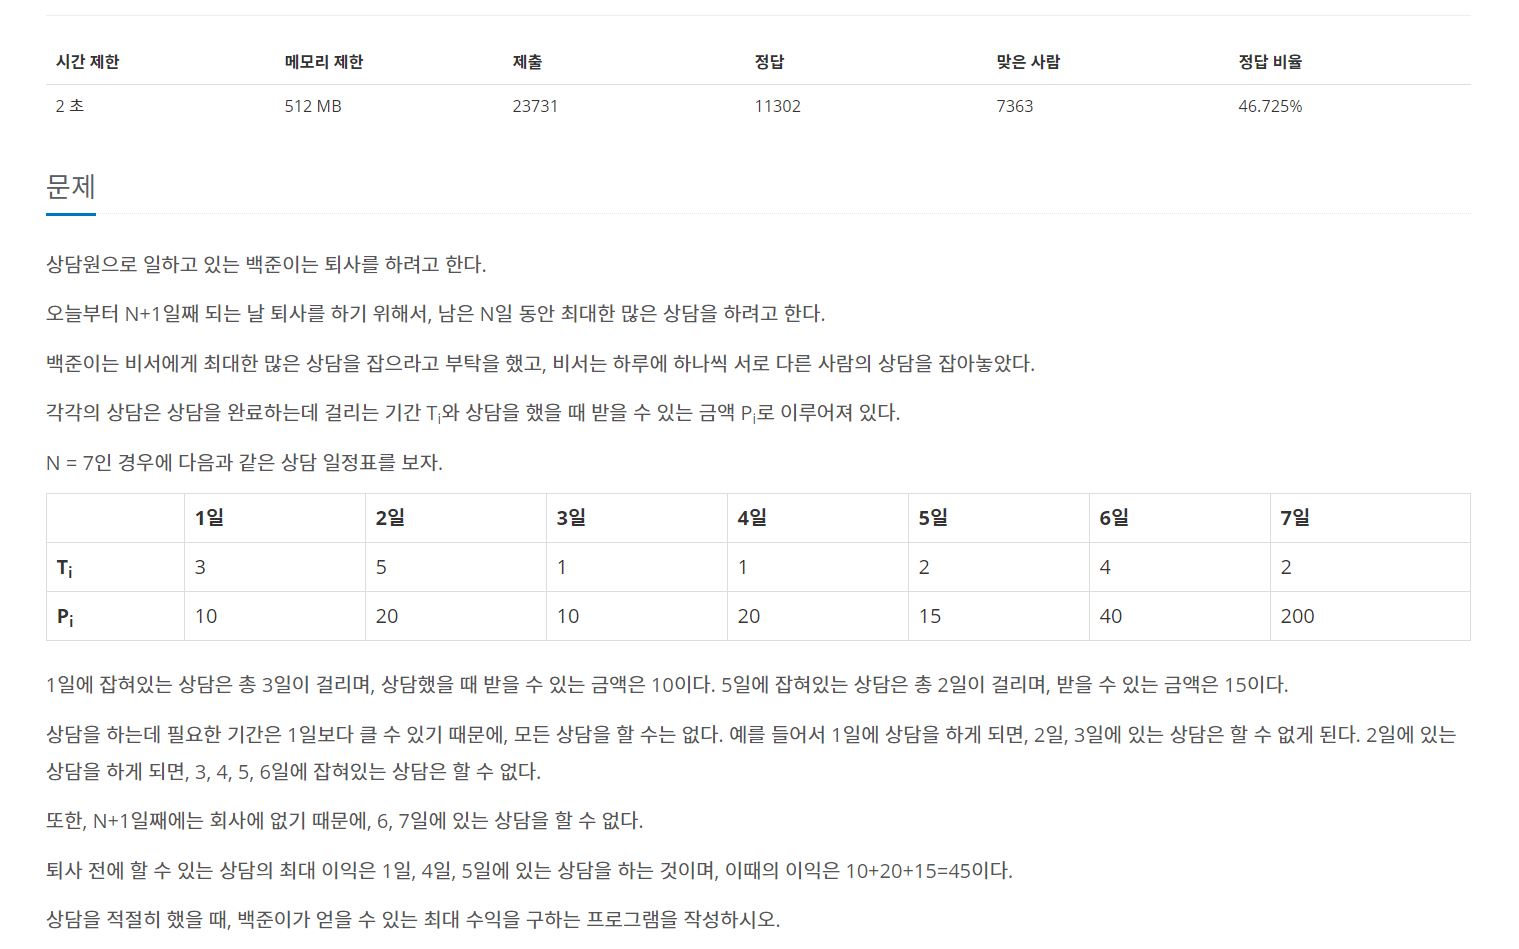 시간 제한 메모리 제한 제출 정답 맞은 사람 정답 비율
2 초 512 MB 23731 11302 7363 46.725%
문제
상담원으로 일하고 있는 백준이는 퇴사를 하려고 한다.
오늘부터 N+1일째 되는 날 퇴사를 하기 위해서, 남은 N일 동안 최대한 많은 상담을 하려고 한다.
백준이는 비서에게 최대한 많은 상담을 잡으라고 부탁을 했고, 비서는 하루에 하나씩 서로 다른 사람의 상담을 잡아놓았다.
각각의 상담은 상담을 완료하는데 걸리는 기간 Ti와 상담을 했을 때 받을 수 있는 금액 Pi로 이루어져 있다.
N = 7인 경우에 다음과 같은 상담 일정표를 보자.
1일 2일 3일 4일 5일 6일 7일
Ti 3 5 1 1 2 4 2
Pi 10 20 10 20 15 40 200
1일에 잡혀있는 상담은 총 3일이 걸리며, 상담했을 때 받을 수 있는 금액은 10이다. 5일에 잡혀있는 상담은 총 2일이 걸리며, 받을 수 있는 금액은 15이다.
상담을 하는데 필요한 기간은 1일보다 클 수 있기 때문에, 모든 상담을 할 수는 없다. 예를 들어서 1일에 상담을 하게 되면, 2일, 3일에 있는 상담은 할 수 없게 된다. 2일에 있는
상담을 하게 되면, 3, 4, 5, 6일에 잡혀있는 상담은 할 수 없다.
또한, N+1일째에는 회사에 없기 때문에, 6, 7일에 있는 상담을 할 수 없다.
퇴사 전에 할 수 있는 상담의 최대 이익은 1일, 4일, 5일에 있는 상담을 하는 것이며, 이때의 이익은 10+20+15=45이다.
상담을 적절히 했을 때, 백준이가 얻을 수 있는 최대 수익을 구하는 프로그램을 작성하시오.